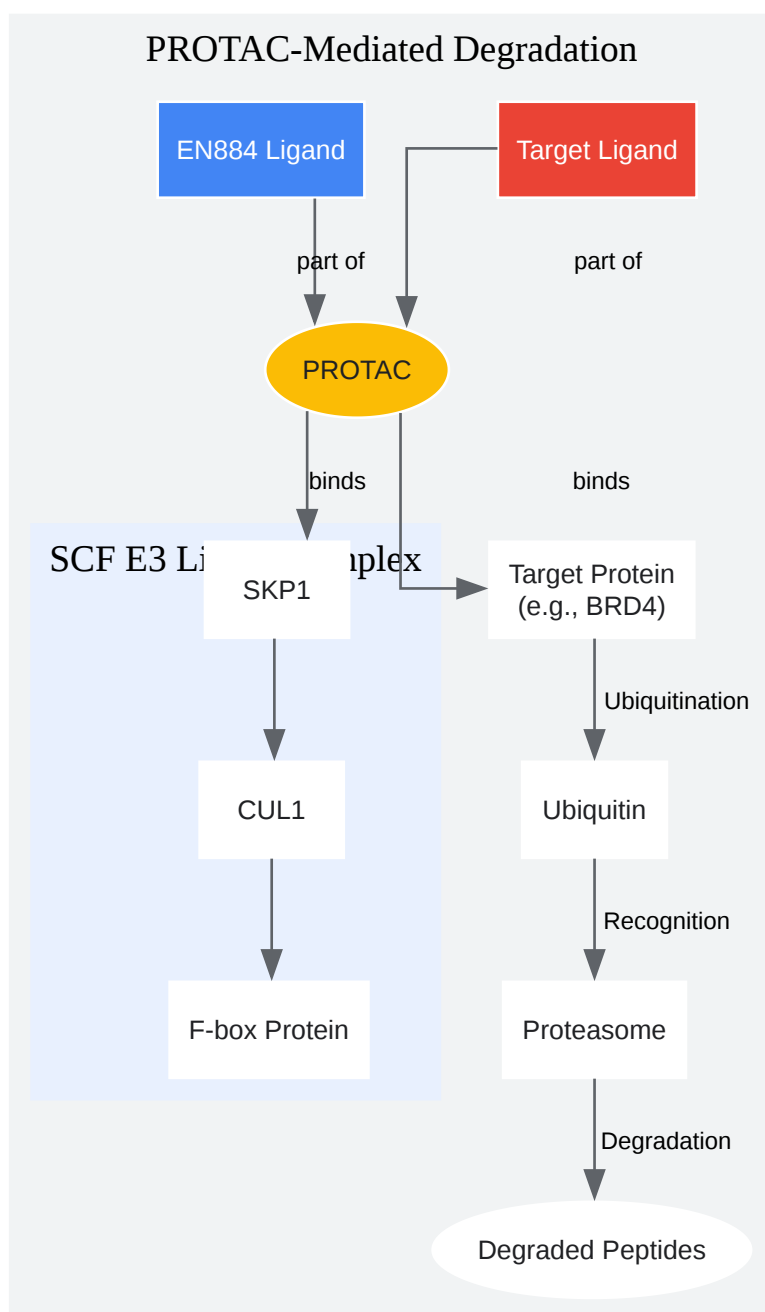 PROTAC-Mediated Degradation
EN884 Ligand
Target Ligand
part of
part of
PROTAC
binds
binds
SCF E3 Li mplex
SKP1
Target Protein
(e.g., BRD4)
Ubiquitination
CUL1
Ubiquitin
Recognition
F-box Protein
Proteasome
Degradation
Degraded Peptides